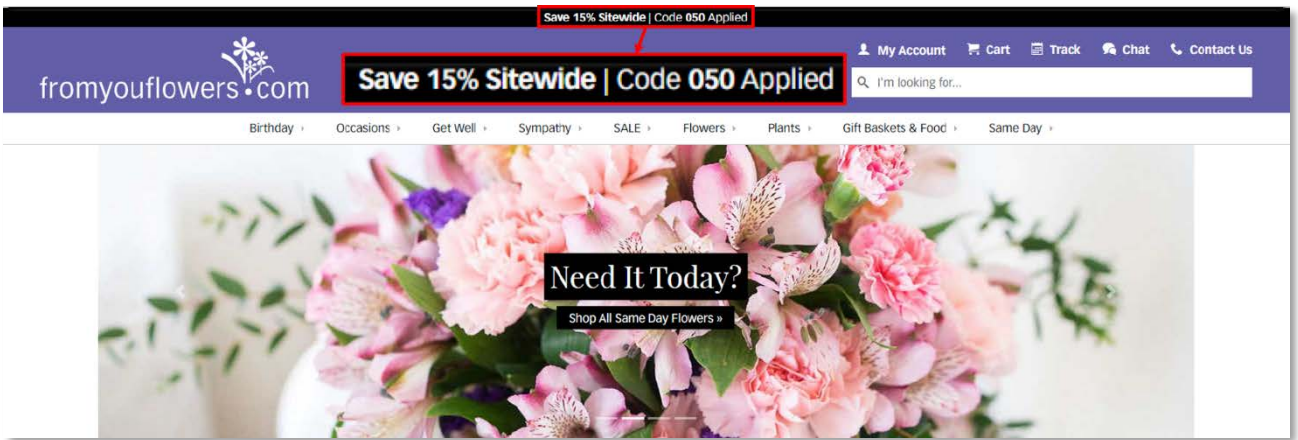 Save 15% Sitewide | Code 050 Applied
fromyouflowers.com
Save 15% Sitewide | Code 050 Applied
My Account Cart Track Chat Contact Us
I'm looking for...
Birthday Occasions Get Well Sympathy SALE Flowers Plants Gift Baskets & Food Same Day
Need It Today?
Shop All Same Day Flowers »